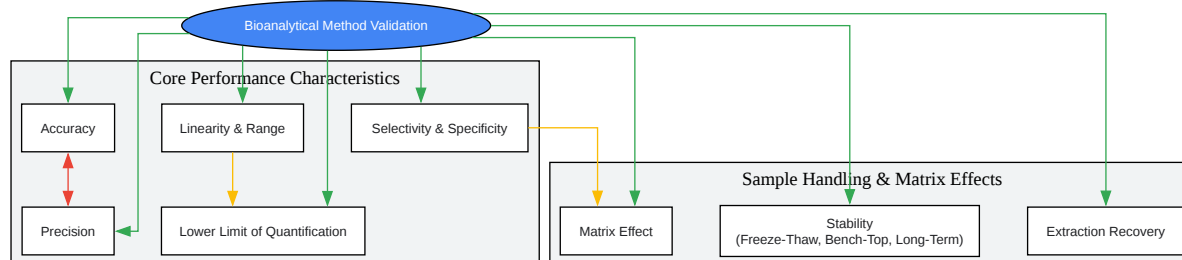 Bioanalytical Method Validation
Core Performance Characteristics
Accuracy
Linearity & Range
Selectivity & Specificity
Sample Handling & Matrix Effects
Precision
Lower Limit of Quantification
Matrix Effect
Stability
(Freeze-Thaw, Bench-Top, Long-Term)
Extraction Recovery